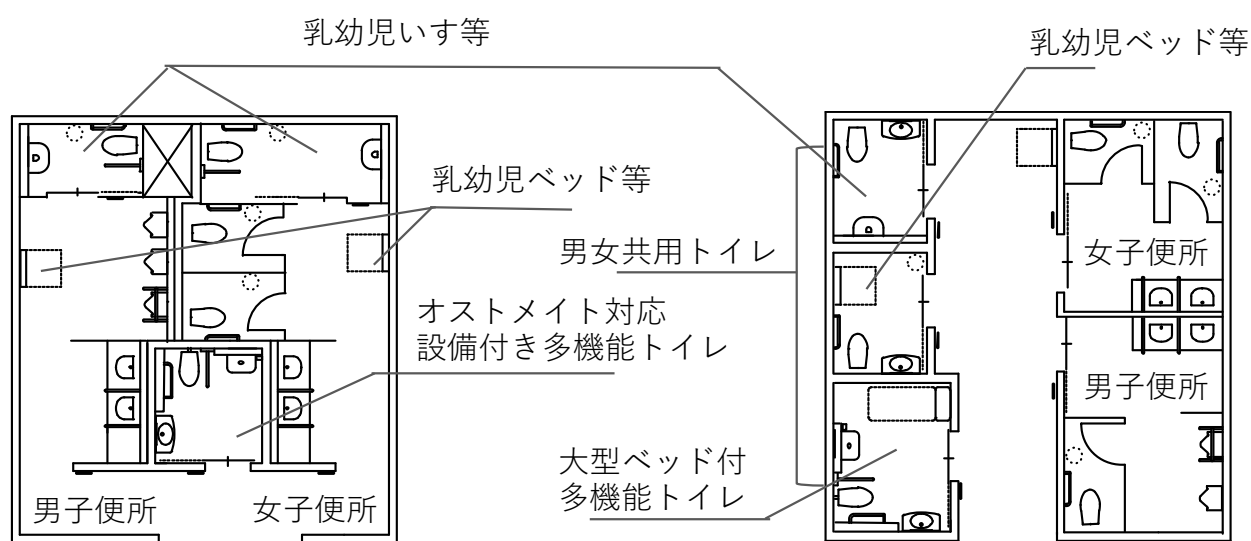 乳幼児いす等
乳幼児ベッド等
乳幼児ベッド等
男女共用トイレ
女子便所
オストメイト対応
設備付き多機能トイレ
男子便所
大型ベッド付
多機能トイレ
男子便所
女子便所